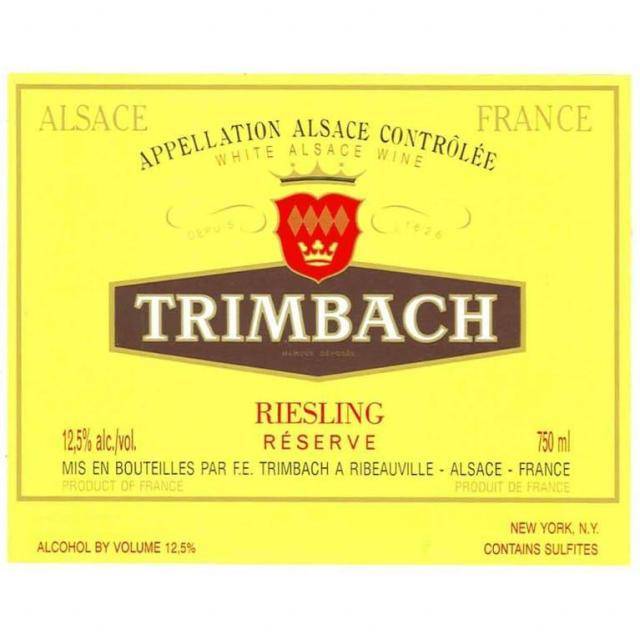 ALSACE
FRANCE
APPELLATION ALSACE CONTRÔLÉE
WHITE ALSACE WINE
DEPUIS 1626
TRIMBACH
MARQUE DÉPOSÉE
RIESLING
12,5% alc./vol.
RÉSERVE
750 ml
MIS EN BOUTEILLES PAR F.E. TRIMBACH A RIBEAUVILLE - ALSACE - FRANCE
PRODUCT OF FRANCE
PRODUIT DE FRANCE
NEW YORK, N.Y.
ALCOHOL BY VOLUME 12,5%
CONTAINS SULFITES